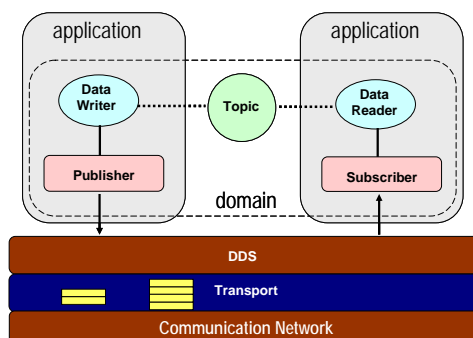 application
application
Data
Writer
Topic
Data
Reader
Publisher
Subscriber
domain
DDS
Transport
Communication Network